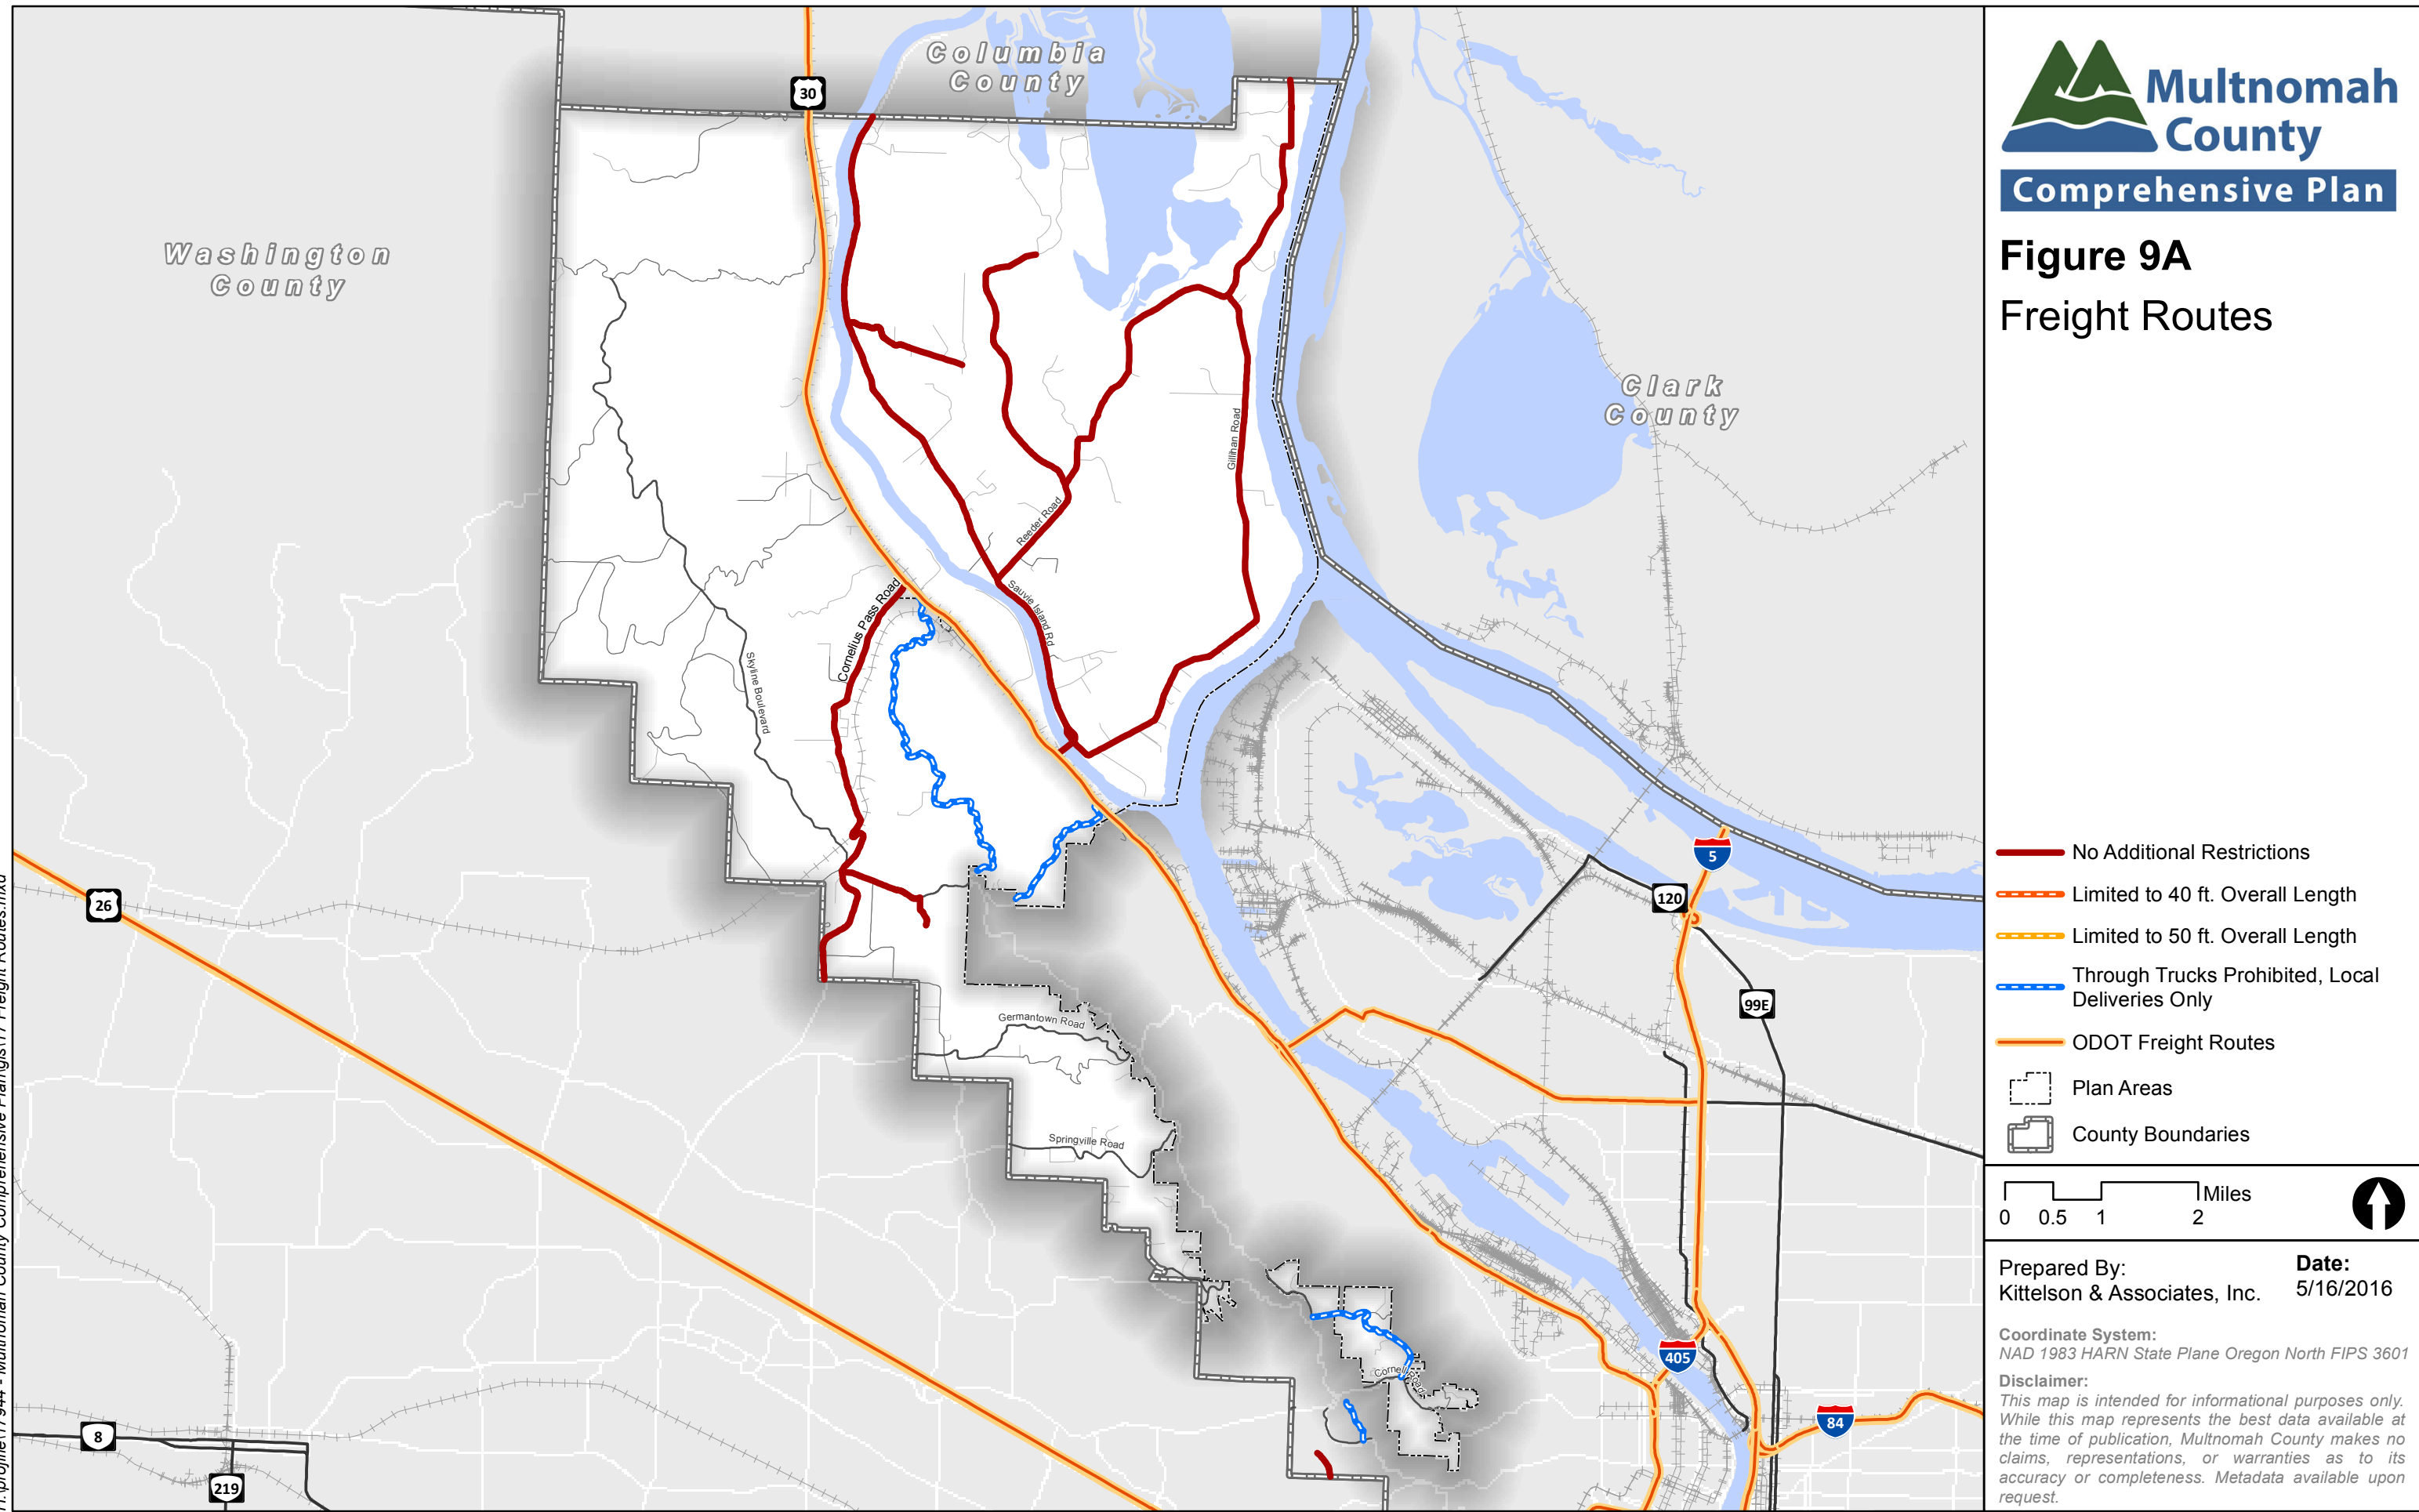 Columbia
County
30
Washington
County
Clark
County
Gillihan Road
Reeder Road
Sauvie Island Rd
Cornelius Pass Road
Skyline Boulevard
5
120
26
99E
Germantown Road
Springville Road
405
Cornell Road
84
8
219
Multnomah
County
Comprehensive Plan
Figure 9A
Freight Routes
No Additional Restrictions
Limited to 40 ft. Overall Length
Limited to 50 ft. Overall Length
Through Trucks Prohibited, Local
Deliveries Only
ODOT Freight Routes
Plan Areas
County Boundaries
Miles
0 0.5 1 2
Prepared By:
Kittelson & Associates, Inc.
Date:
5/16/2016
Coordinate System:
NAD 1983 HARN State Plane Oregon North FIPS 3601
Disclaimer:
This map is intended for informational purposes only.
While this map represents the best data available at
the time of publication, Multnomah County makes no
claims, representations, or warranties as to its
accuracy or completeness. Metadata available upon
request.